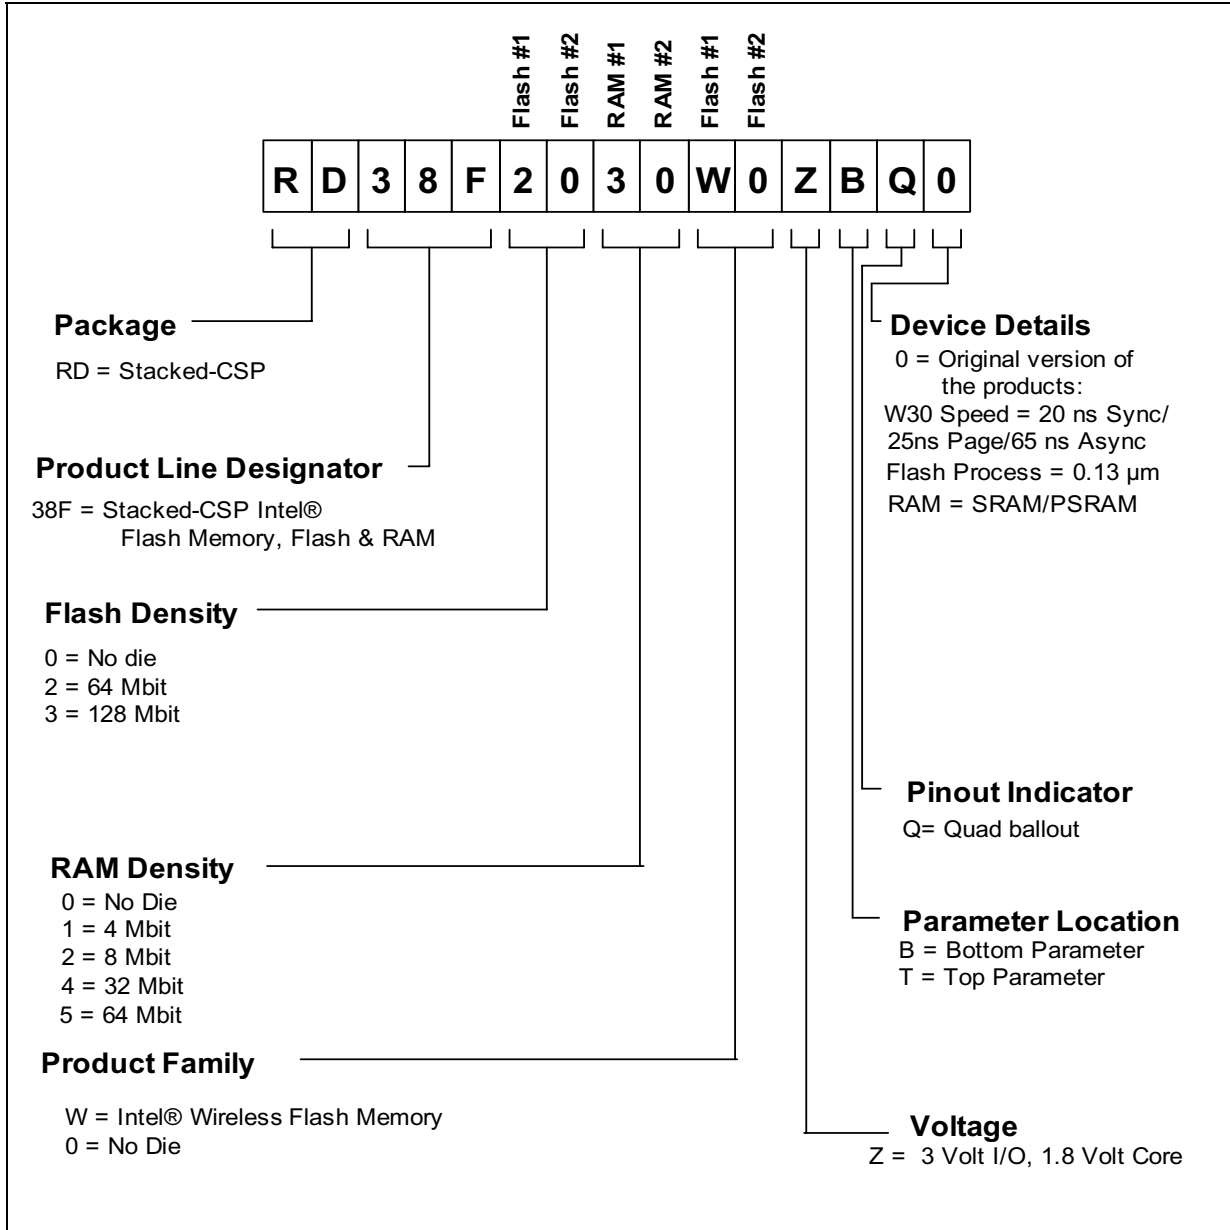 Flash #1
Flash #2
RAM #1
RAM #2
Flash #1
Flash #2
R D 3 8 F 2 0 3 0 W 0 Z B Q 0
Package
RD = Stacked-CSP
Product Line Designator
38F = Stacked-CSP Intel®
Flash Memory, Flash & RAM
Flash Density
0 = No die
2 = 64 Mbit
3 = 128 Mbit
RAM Density
0 = No Die
1 = 4 Mbit
2 = 8 Mbit
4 = 32 Mbit
5 = 64 Mbit
Product Family
W = Intel® Wireless Flash Memory
0 = No Die
Device Details
0 = Original version of
the products:
W30 Speed = 20 ns Sync/
25ns Page/65 ns Async
Flash Process = 0.13 µm
RAM = SRAM/PSRAM
Pinout Indicator
Q= Quad ballout
Parameter Location
B = Bottom Parameter
T = Top Parameter
Voltage
Z = 3 Volt I/O, 1.8 Volt Core